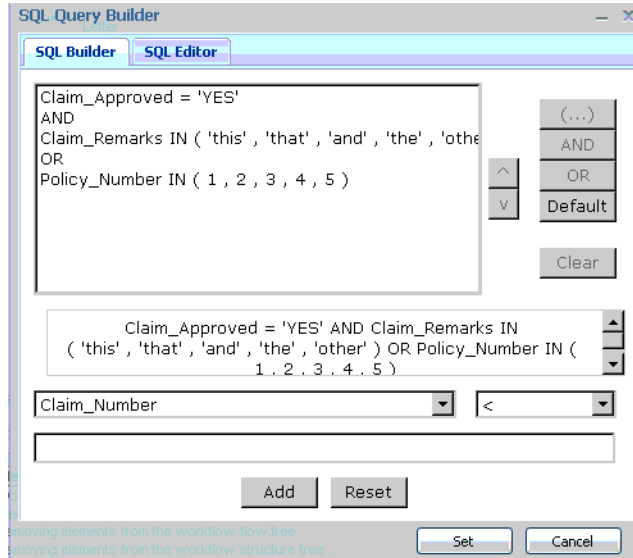 SQL Query Builder
Letter
SQL Builder
SQL Editor
Claim_Approved = 'YES'
AND
Claim_Remarks IN ( 'this' , 'that' , 'and' , 'the' , 'othe
OR
Policy_Number IN ( 1 , 2 , 3 , 4 , 5 )
(...)
AND
OR
Default
Clear
^
v
Claim_Approved = 'YES' AND Claim_Remarks IN
( 'this' , 'that' , 'and' , 'the' , 'other' ) OR Policy_Number IN (
1 , 2 , 3 , 4 , 5 )
Claim_Number
<
Add
Reset
emoving elements from the workflow flow tree ...
emoving elements from the workflow structure tree ...
Set
Cancel